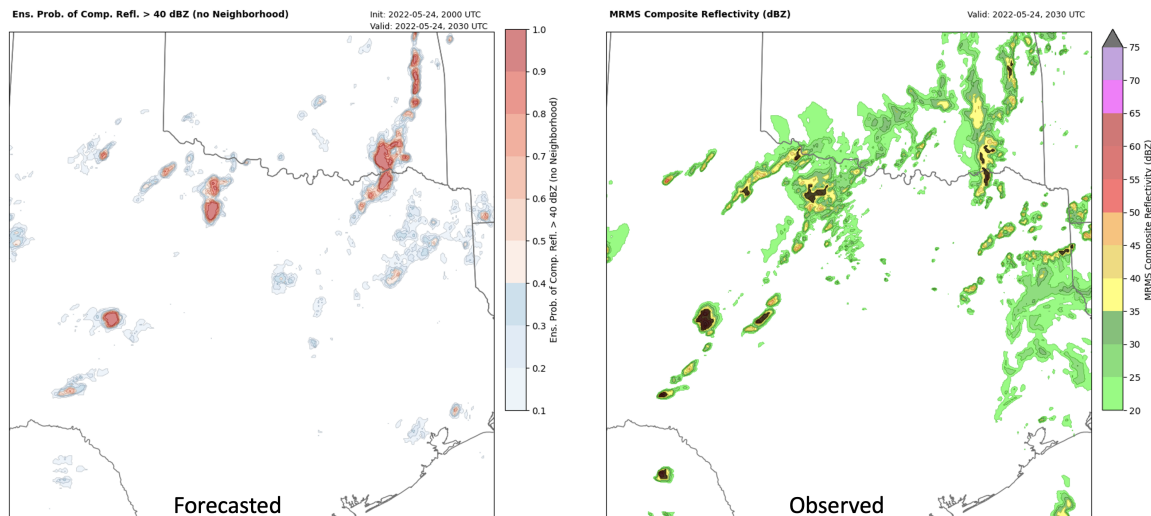 Ens. Prob. of Comp. Refl. > 40 dBZ (no Neighborhood)
Init: 2022-05-24, 2000 UTC
Valid: 2022-05-24, 2030 UTC
1.0
0.9
0.8
0.7
0.6
0.5
0.4
0.3
0.2
0.1
Ens. Prob. of Comp. Refl. > 40 dBZ (no Neighborhood)
Forecasted
MRMS Composite Reflectivity (dBZ)
Valid: 2022-05-24, 2030 UTC
75
70
65
60
55
50
45
40
35
30
25
20
MRMS Composite Reflectivity (dBZ)
Observed